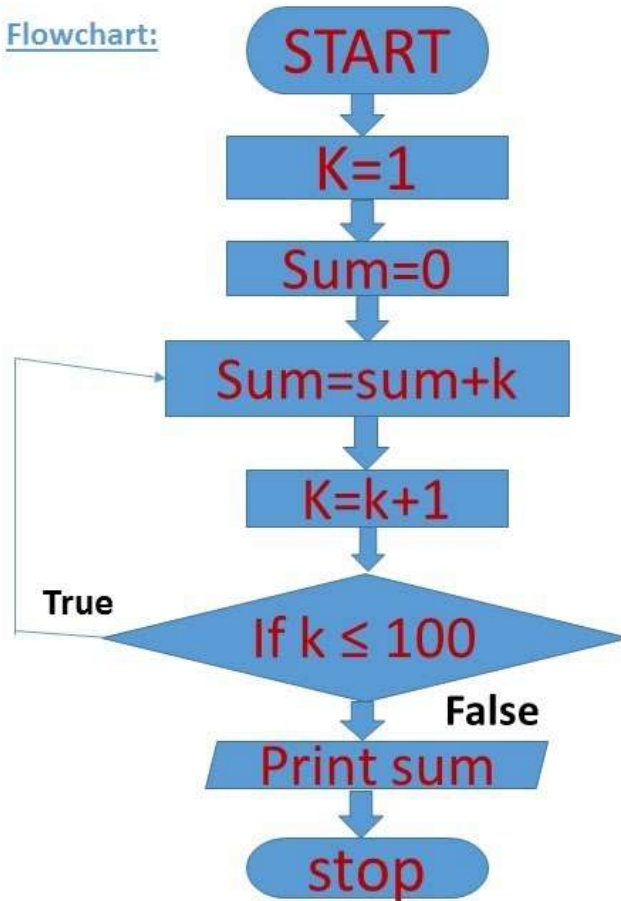 Flowchart:
START
K=1
Sum=0
Sum=sum+k
K=k+1
True
If k ≤ 100
False
Print sum
stop